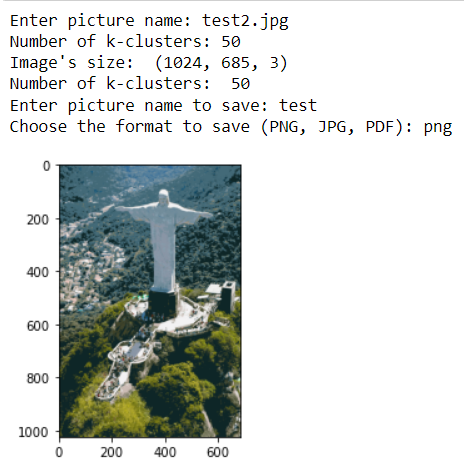 Enter picture name: test2.jpg
Number of k-clusters: 50
Image's size:  (1024, 685, 3)
Number of k-clusters:  50
Enter picture name to save: test
Choose the format to save (PNG, JPG, PDF): png
0
200
400
600
800
1000
0 200 400 600